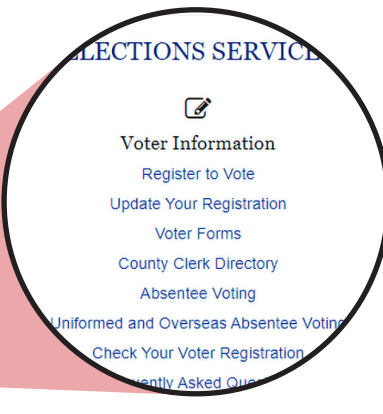 ELECTIONS SERVICE
Voter Information
Register to Vote
Update Your Registration
Voter Forms
County Clerk Directory
Absentee Voting
Uniformed and Overseas Absentee Voting
Check Your Voter Registration
Asked